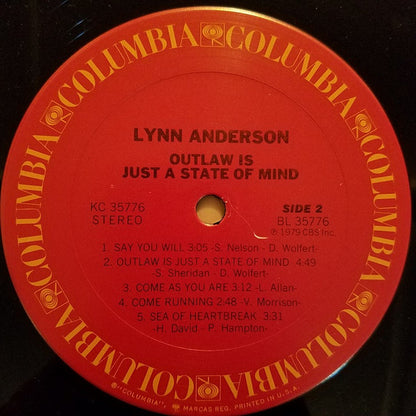 COLUMBIA COLUMBIA COLUMBIA COLUMBIA COLUMBIA COLUMBIA
LYNN ANDERSON
OUTLAW IS
JUST A STATE OF MIND
KC 35776 SIDE 2
STEREO BL 35776
℗ 1979 CBS Inc.
1. SAY YOU WILL 3:05 -S. Nelson - D. Wolfert-
2. OUTLAW IS JUST A STATE OF MIND 4:49
-S. Sheridan - D. Wolfert-
3. COME AS YOU ARE 3:12 -L. Allan-
4. COME RUNNING 2:48 -V. Morrison-
5. SEA OF HEARTBREAK 3:31
-H. David - P. Hampton-
®"COLUMBIA", MARCAS REG. PRINTED IN U.S.A.